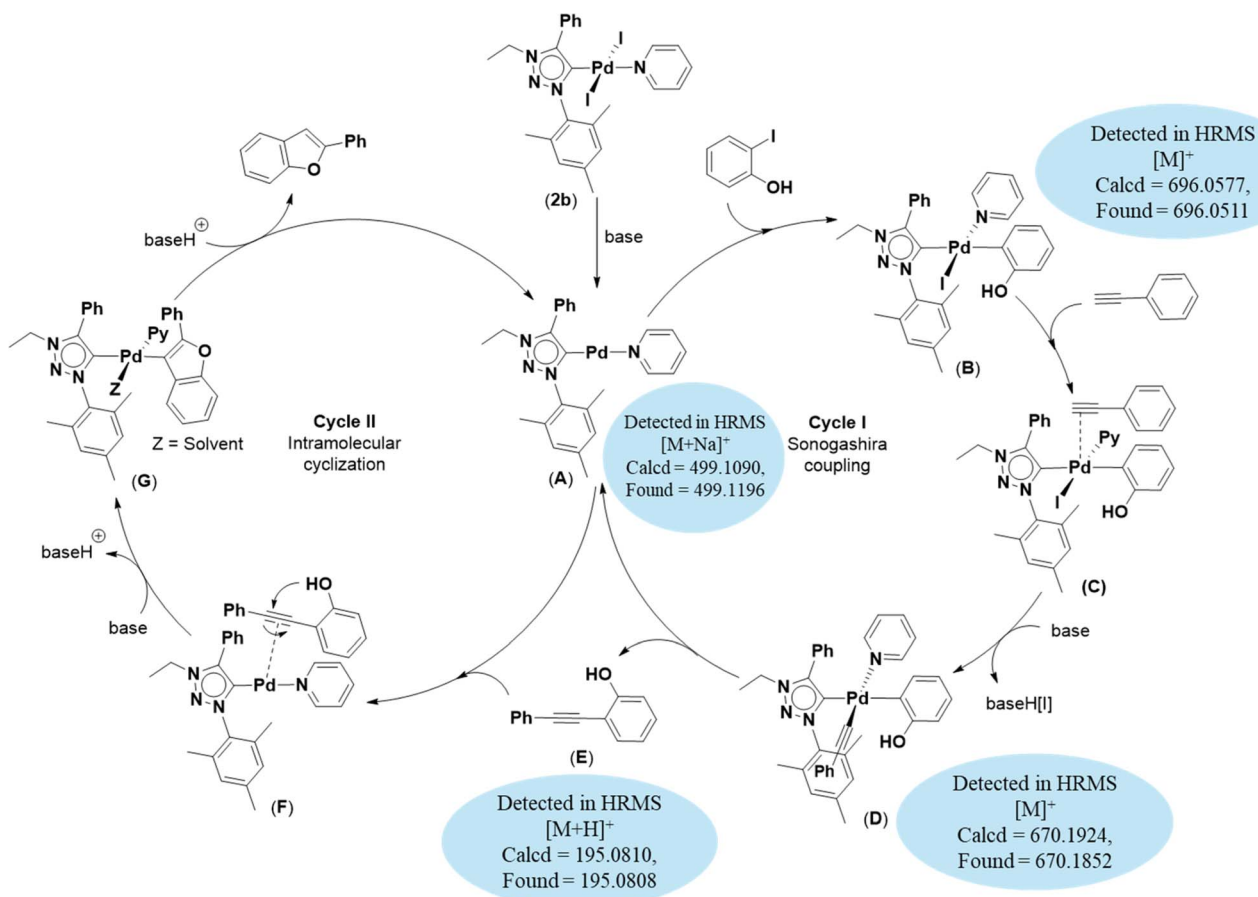 Ph
N
N
N
I
Pd
I
N
(2b)
base
Ph
O
baseH⊕
I
OH
Ph
N
N
N
Pd
N
I
HO
(B)
Detected in HRMS
[M]+
Calcd = 696.0577,
Found = 696.0511
Ph
N
N
N
Pd
Py
Z
Ph
O
Z = Solvent
(G)
Cycle II
Intramolecular
cyclization
Ph
N
N
N
Pd
N
(A)
Detected in HRMS
[M+Na]+
Calcd = 499.1090,
Found = 499.1196
Cycle I
Sonogashira
coupling
Ph
N
N
N
Pd
Py
I
HO
(C)
baseH⊕
base
HO
Ph
Ph
N
N
N
Pd
N
(F)
HO
Ph
(E)
Detected in HRMS
[M+H]+
Calcd = 195.0810,
Found = 195.0808
base
baseH[I]
Ph
N
N
N
Pd
N
HO
Ph
(D)
Detected in HRMS
[M]+
Calcd = 670.1924,
Found = 670.1852